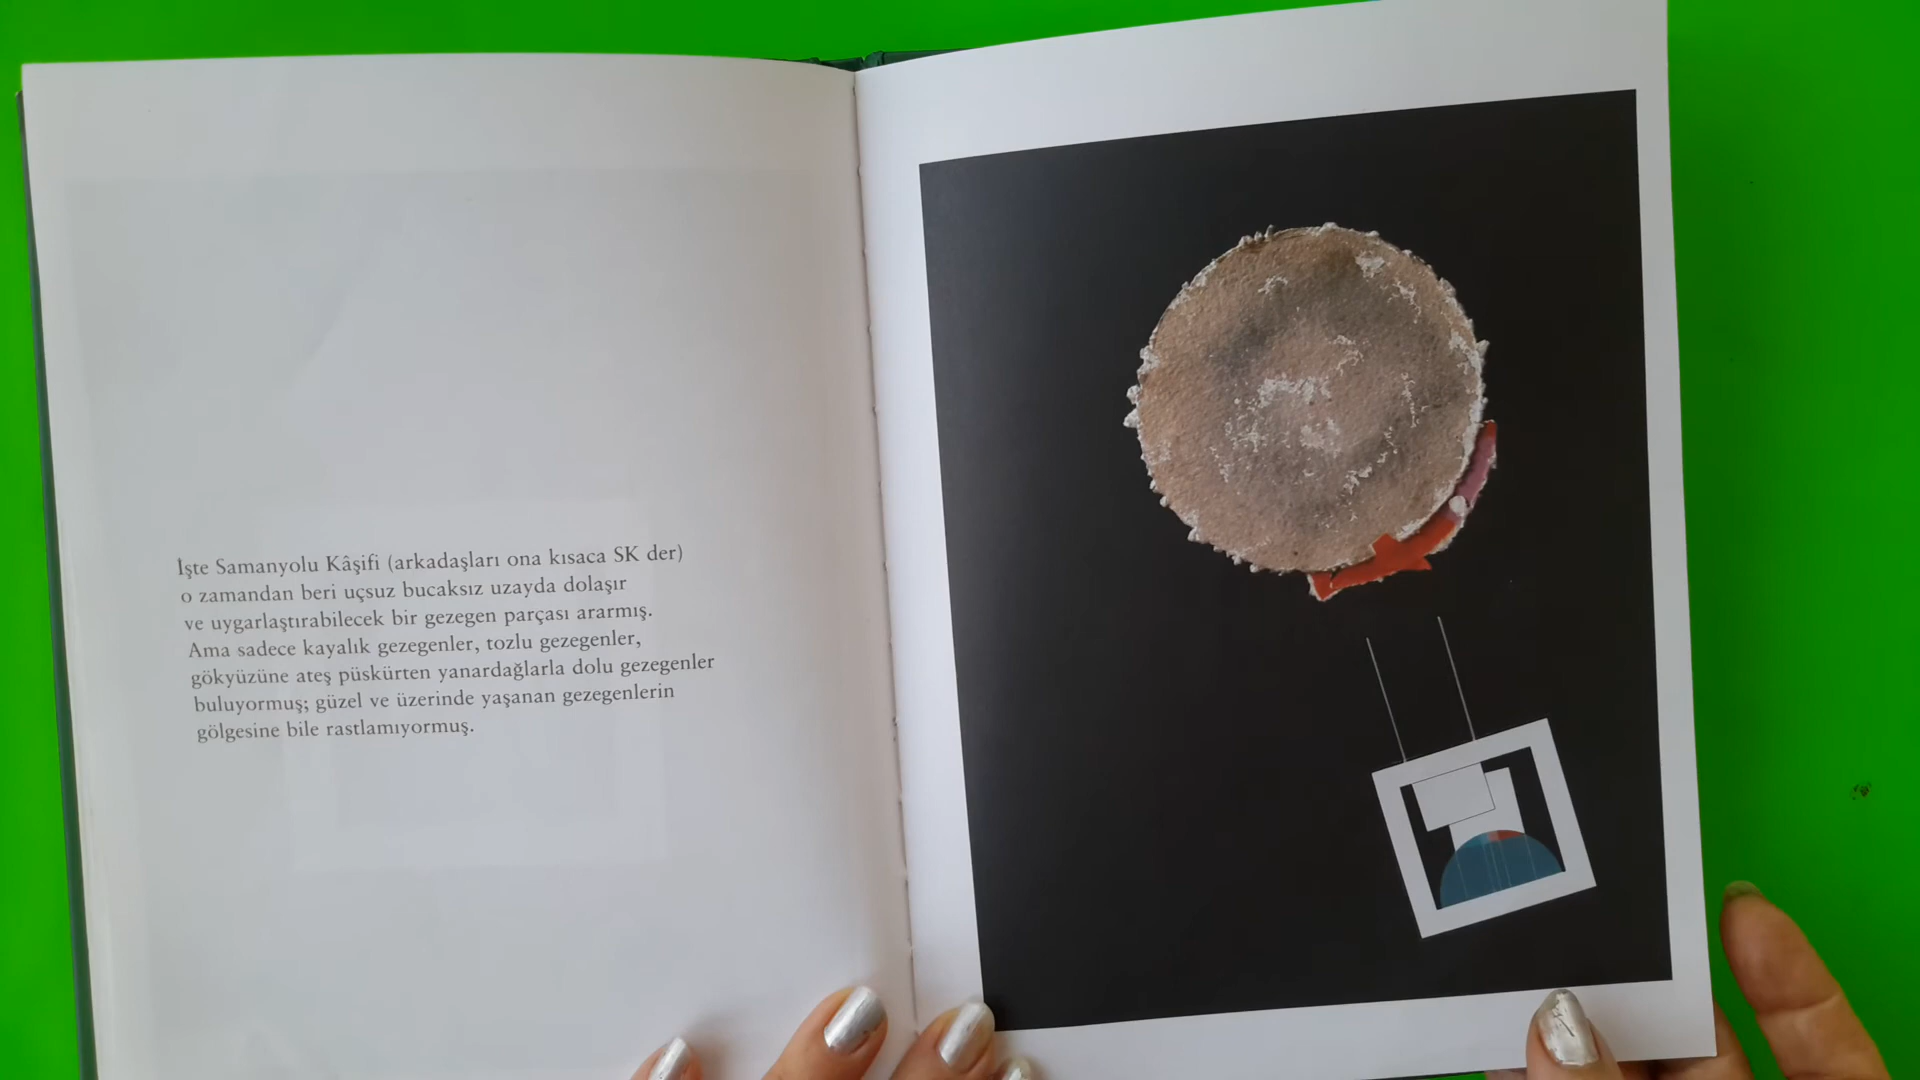 İşte Samanyolu Kâşifi (arkadaşları ona kısaca SK der)
o zamandan beri uçsuz bucaksız uzayda dolaşır
ve uygarlaştırabilecek bir gezegen parçası ararmış.
Ama sadece kayalık gezegenler, tozlu gezegenler,
gökyüzüne ateş püskürten yanardağlarla dolu gezegenler
buluyormuş; güzel ve üzerinde yaşanan gezegenlerin
gölgesine bile rastlamıyormuş.